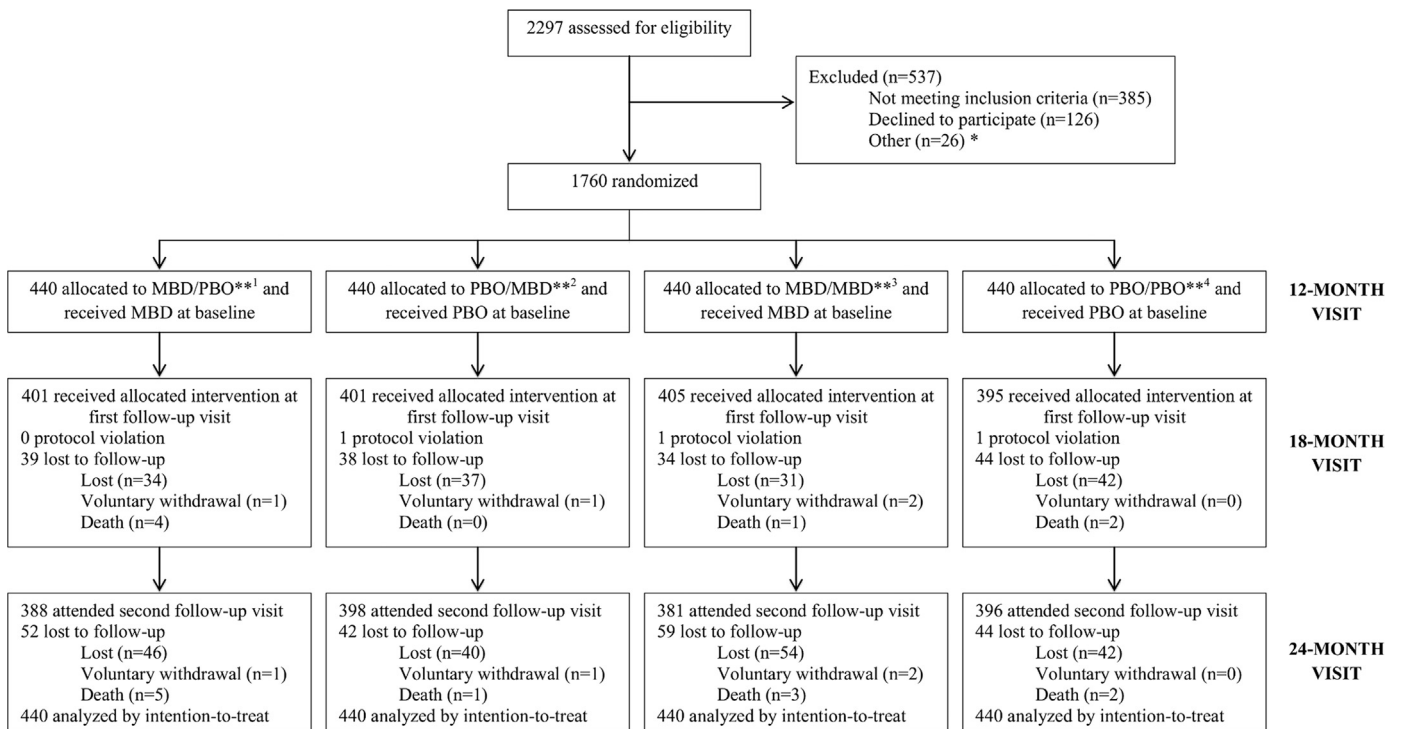 2297 assessed for eligibility
Excluded (n=537)
Not meeting inclusion criteria (n=385)
Declined to participate (n=126)
Other (n=26) *
1760 randomized
440 allocated to MBD/PBO**1 and
received MBD at baseline
440 allocated to PBO/MBD**2 and
received PBO at baseline
440 allocated to MBD/MBD**3 and
received MBD at baseline
440 allocated to PBO/PBO**4 and
received PBO at baseline
12-MONTH
VISIT
401 received allocated intervention at
first follow-up visit
0 protocol violation
39 lost to follow-up
Lost (n=34)
Voluntary withdrawal (n=1)
Death (n=4)
401 received allocated intervention at
first follow-up visit
1 protocol violation
38 lost to follow-up
Lost (n=37)
Voluntary withdrawal (n=1)
Death (n=0)
405 received allocated intervention at
first follow-up visit
1 protocol violation
34 lost to follow-up
Lost (n=31)
Voluntary withdrawal (n=2)
Death (n=1)
395 received allocated intervention at
first follow-up visit
1 protocol violation
44 lost to follow-up
Lost (n=42)
Voluntary withdrawal (n=0)
Death (n=2)
18-MONTH
VISIT
388 attended second follow-up visit
52 lost to follow-up
Lost (n=46)
Voluntary withdrawal (n=1)
Death (n=5)
440 analyzed by intention-to-treat
398 attended second follow-up visit
42 lost to follow-up
Lost (n=40)
Voluntary withdrawal (n=1)
Death (n=1)
440 analyzed by intention-to-treat
381 attended second follow-up visit
59 lost to follow-up
Lost (n=54)
Voluntary withdrawal (n=2)
Death (n=3)
440 analyzed by intention-to-treat
396 attended second follow-up visit
44 lost to follow-up
Lost (n=42)
Voluntary withdrawal (n=0)
Death (n=2)
440 analyzed by intention-to-treat
24-MONTH
VISIT